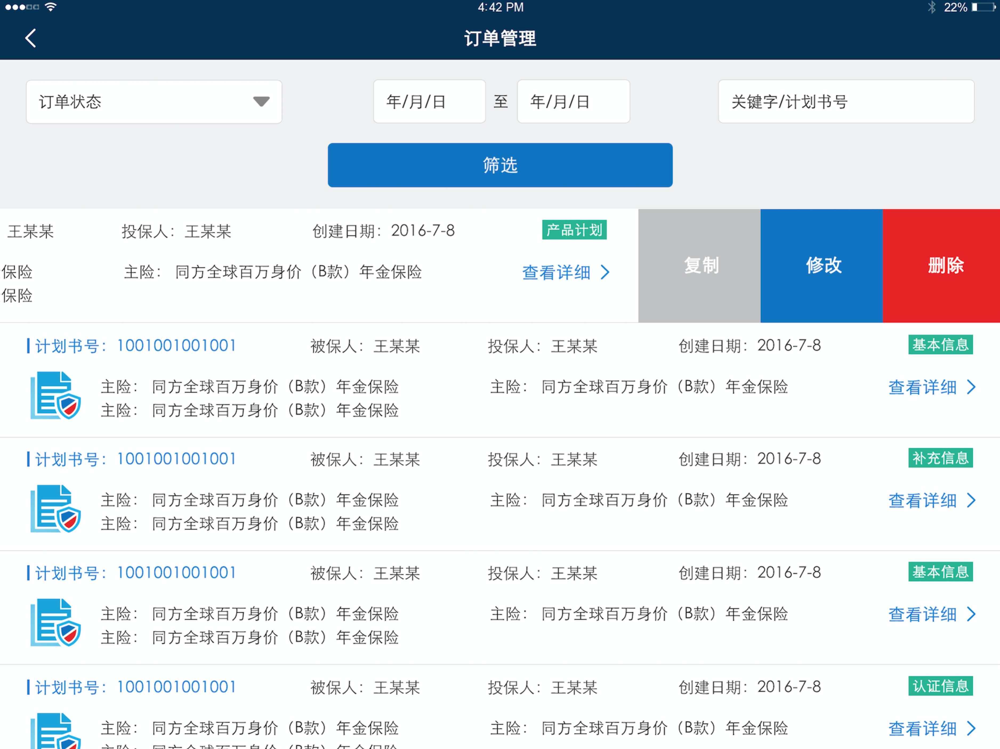 4:42 PM 22%
订单管理
订单状态 年/月/日 至 年/月/日 关键字/计划书号
筛选
王某某 投保人：王某某 创建日期：2016-7-8 产品计划
保险 主险： 同方全球百万身价（B款）年金保险 查看详细
保险
复制 修改 删除
计划书号：1001001001001 被保人：王某某 投保人：王某某 创建日期：2016-7-8 基本信息
主险： 同方全球百万身价（B款）年金保险 主险： 同方全球百万身价（B款）年金保险 查看详细
主险： 同方全球百万身价（B款）年金保险
计划书号：1001001001001 被保人：王某某 投保人：王某某 创建日期：2016-7-8 补充信息
主险： 同方全球百万身价（B款）年金保险 主险： 同方全球百万身价（B款）年金保险 查看详细
主险： 同方全球百万身价（B款）年金保险
计划书号：1001001001001 被保人：王某某 投保人：王某某 创建日期：2016-7-8 基本信息
主险： 同方全球百万身价（B款）年金保险 主险： 同方全球百万身价（B款）年金保险 查看详细
主险： 同方全球百万身价（B款）年金保险
计划书号：1001001001001 被保人：王某某 投保人：王某某 创建日期：2016-7-8 认证信息
主险： 同方全球百万身价（B款）年金保险 主险： 同方全球百万身价（B款）年金保险 查看详细